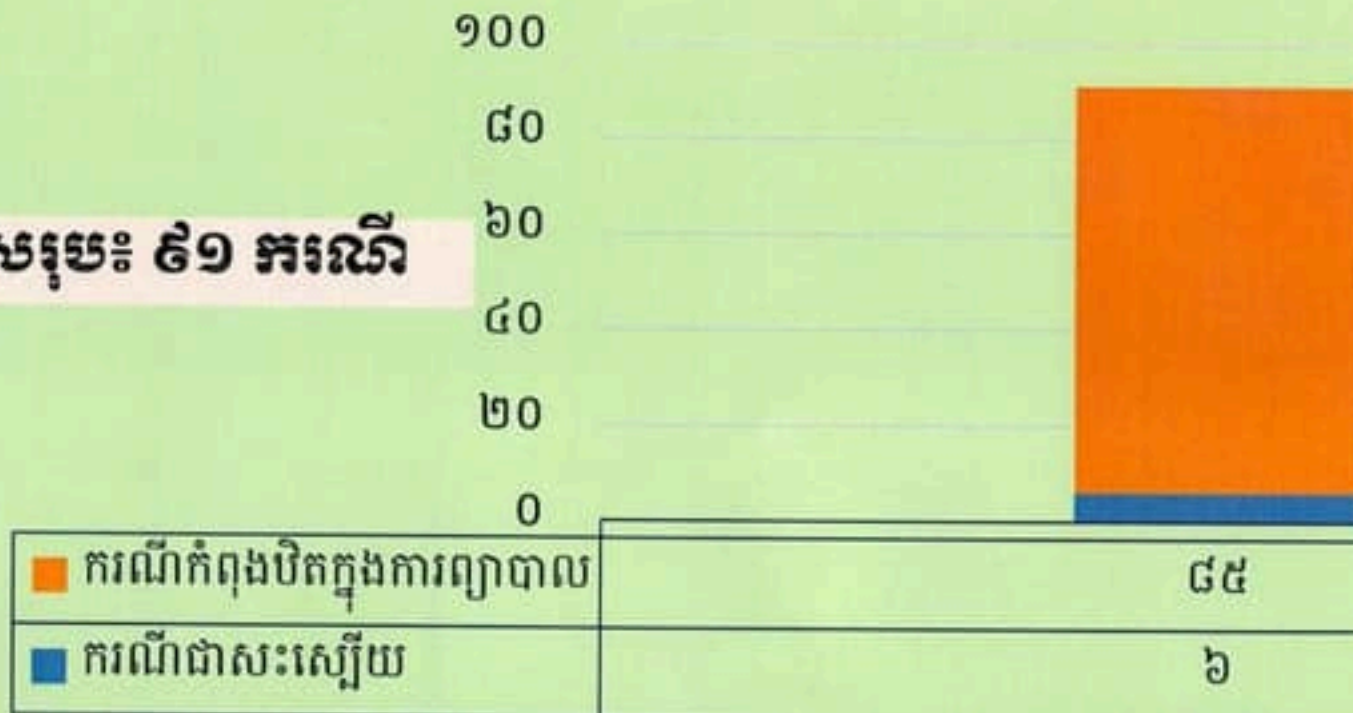 ១០០
៨០
៦០
សរុប៖ ៩១ ករណី
៤០
២០
០
ករណីកំពុងឋិតក្នុងការព្យាបាល ៨៥
ករណីជាសះស្បើយ ៦